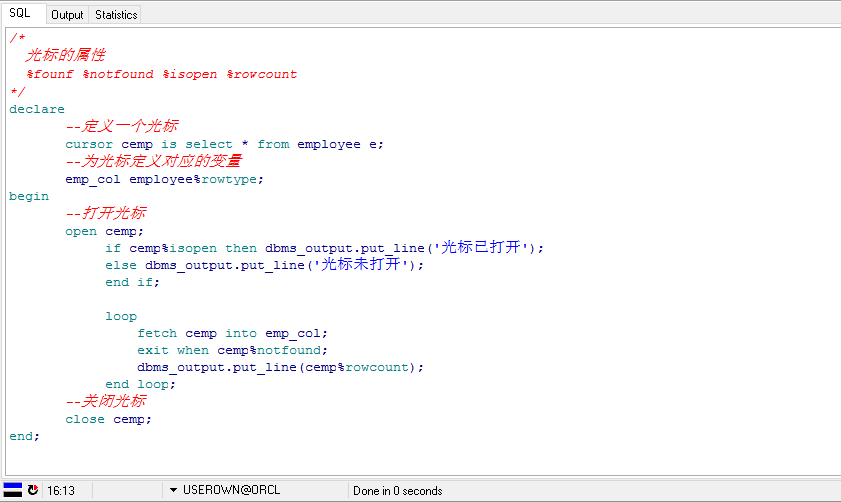 SQL Output Statistics
/*
光标的属性
%founf %notfound %isopen %rowcount
*/
declare
--定义一个光标
cursor cemp is select * from employee e;
--为光标定义对应的变量
emp_col employee%rowtype;
begin
--打开光标
open cemp;
if cemp%isopen then dbms_output.put_line('光标已打开');
else dbms_output.put_line('光标未打开');
end if;
loop
fetch cemp into emp_col;
exit when cemp%notfound;
dbms_output.put_line(cemp%rowcount);
end loop;
--关闭光标
close cemp;
end;
16:13 USEROWN@ORCL Done in 0 seconds